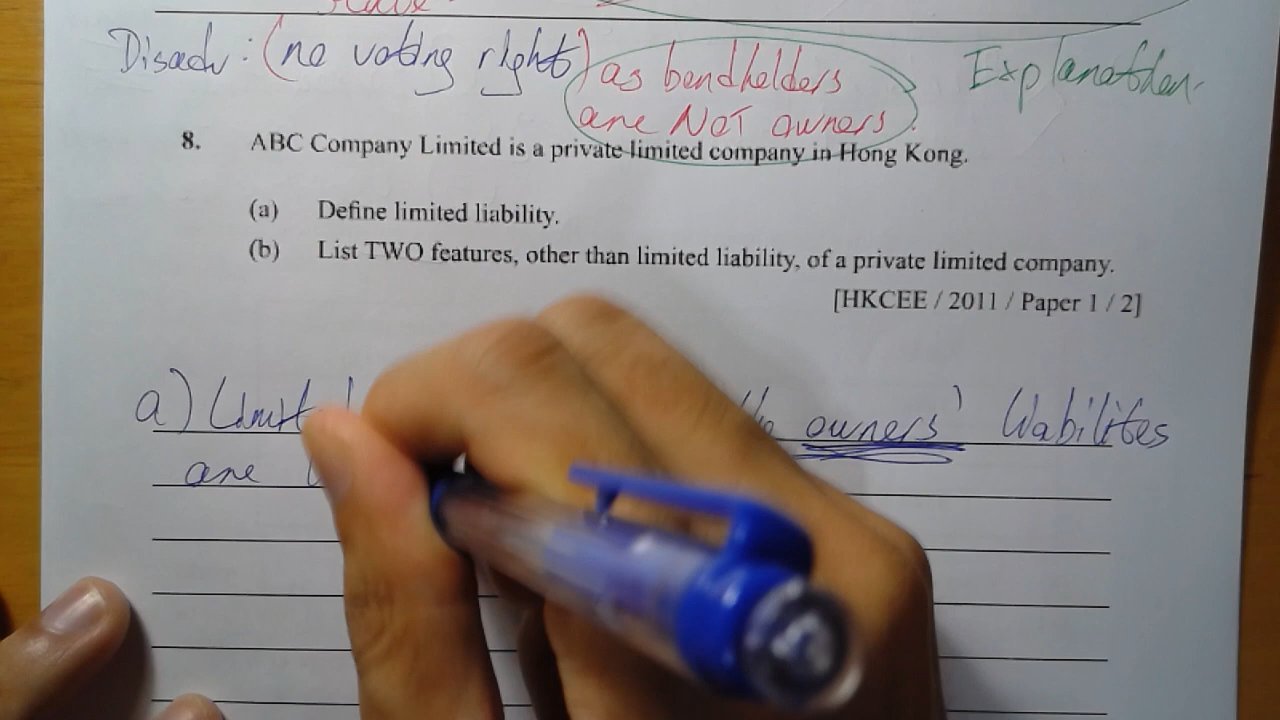 Disadv : (no voting right) as bondholders Explanation
are NOT owners.
8. ABC Company Limited is a private limited company in Hong Kong.
(a) Define limited liability.
(b) List TWO features, other than limited liability, of a private limited company.
[HKCEE / 2011 / Paper 1 / 2]
a) owners' liabilities
are